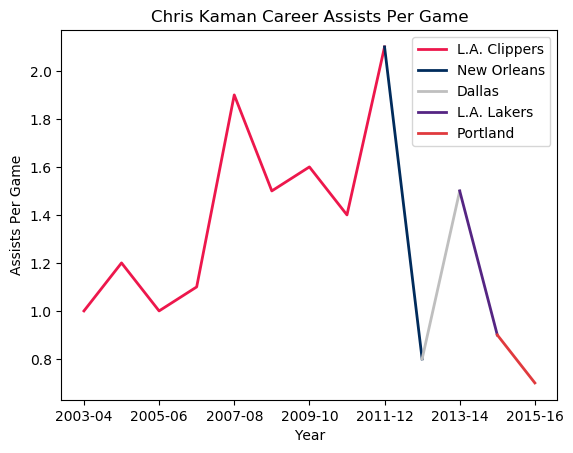 Chris Kaman Career Assists Per Game
L.A. Clippers
New Orleans
Dallas
L.A. Lakers
Portland
Assists Per Game
2.0
1.8
1.6
1.4
1.2
1.0
0.8
2003-04 2005-06 2007-08 2009-10 2011-12 2013-14 2015-16
Year